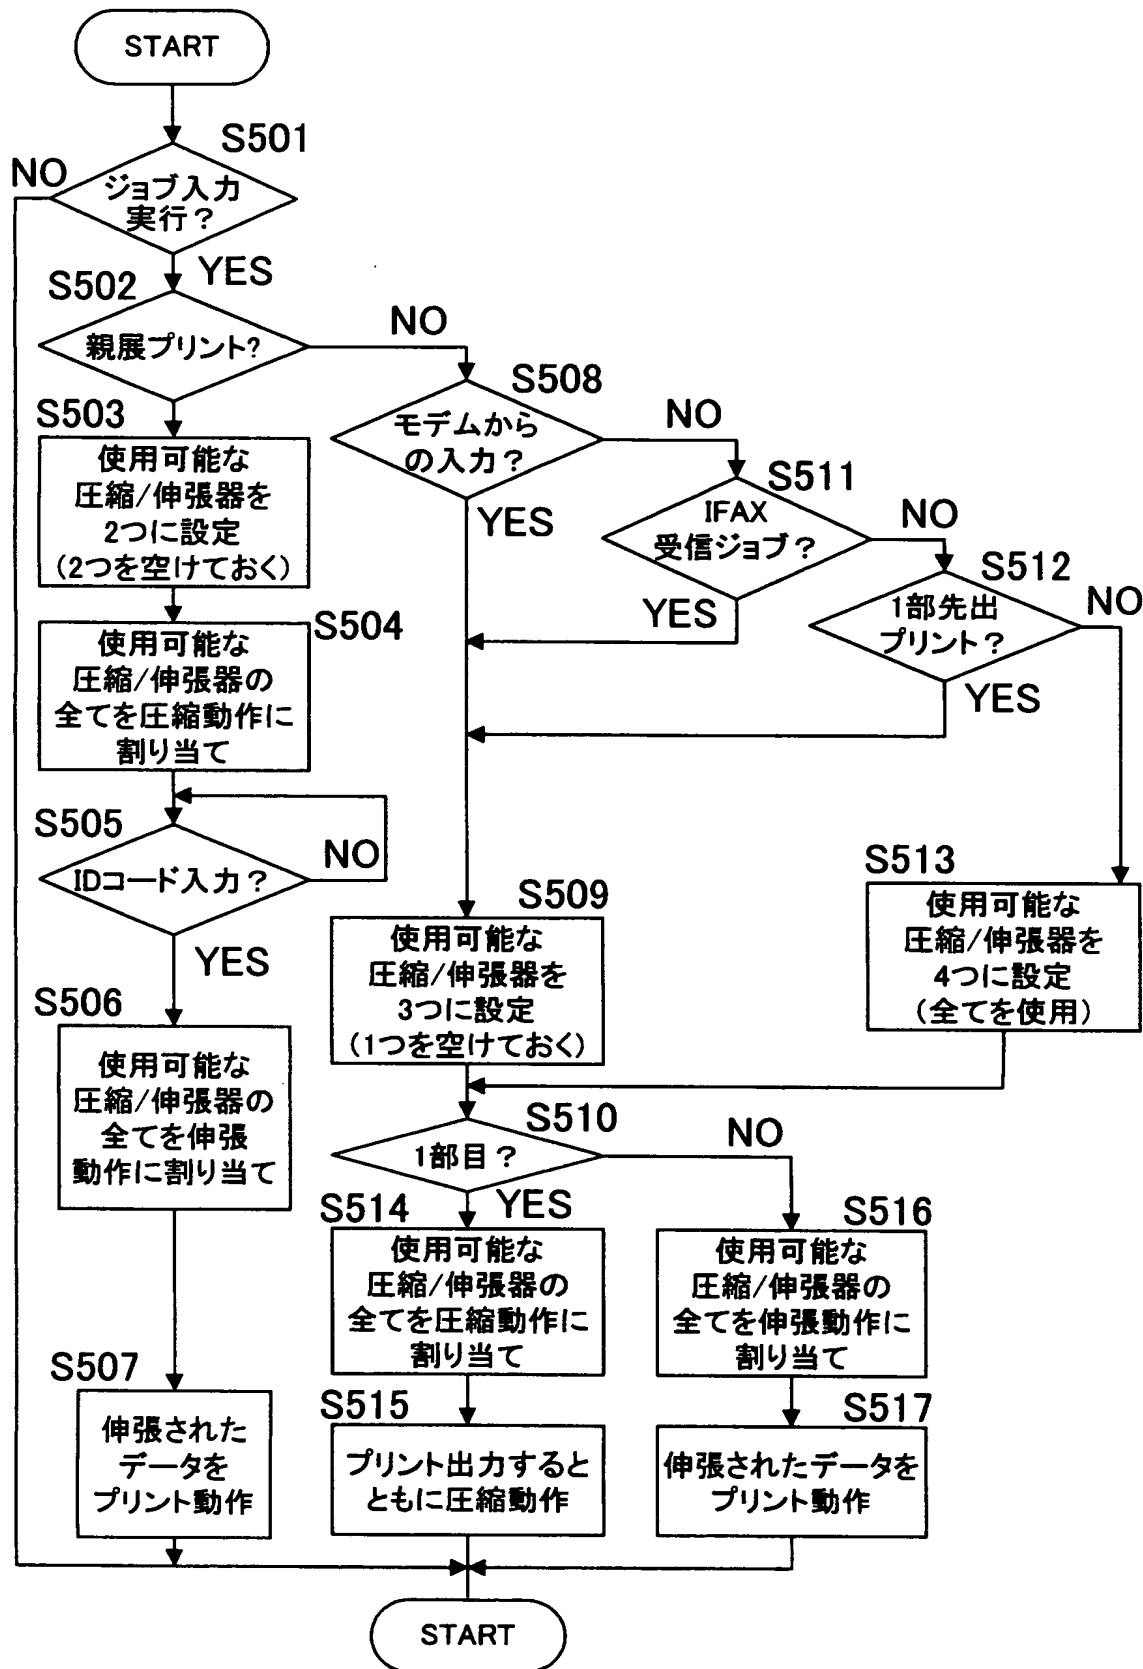 START
S501
NO
ジョブ入力
実行？
YES
S502
親展プリント?
NO
S503
使用可能な
圧縮/伸張器を
2つに設定
(2つを空けておく)
S504
使用可能な
圧縮/伸張器の
全てを圧縮動作に
割り当て
S505
IDコード入力？
NO
YES
S506
使用可能な
圧縮/伸張器の
全てを伸張
動作に割り当て
S507
伸張された
データを
プリント動作
S508
モデムから
の入力？
NO
YES
S511
IFAX
受信ジョブ？
NO
YES
S512
1部先出
プリント？
NO
YES
S513
使用可能な
圧縮/伸張器を
4つに設定
(全てを使用)
S509
使用可能な
圧縮/伸張器を
3つに設定
(1つを空けておく)
S510
1部目？
NO
YES
S514
使用可能な
圧縮/伸張器の
全てを圧縮動作に
割り当て
S515
プリント出力すると
ともに圧縮動作
S516
使用可能な
圧縮/伸張器の
全てを伸張動作に
割り当て
S517
伸張されたデータを
プリント動作
START